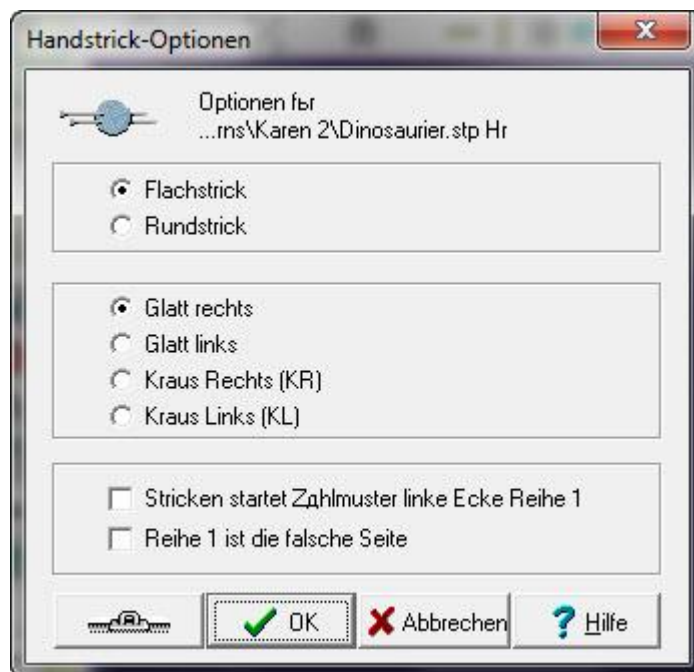 Handstrick-Optionen
Optionen fьr
...rns\Karen 2\Dinosaurier.stp Hr
Flachstrick
Rundstrick
Glatt rechts
Glatt links
Kraus Rechts (KR)
Kraus Links (KL)
Stricken startet Zдhlmuster linke Ecke Reihe 1
Reihe 1 ist die falsche Seite
OK
Abbrechen
Hilfe